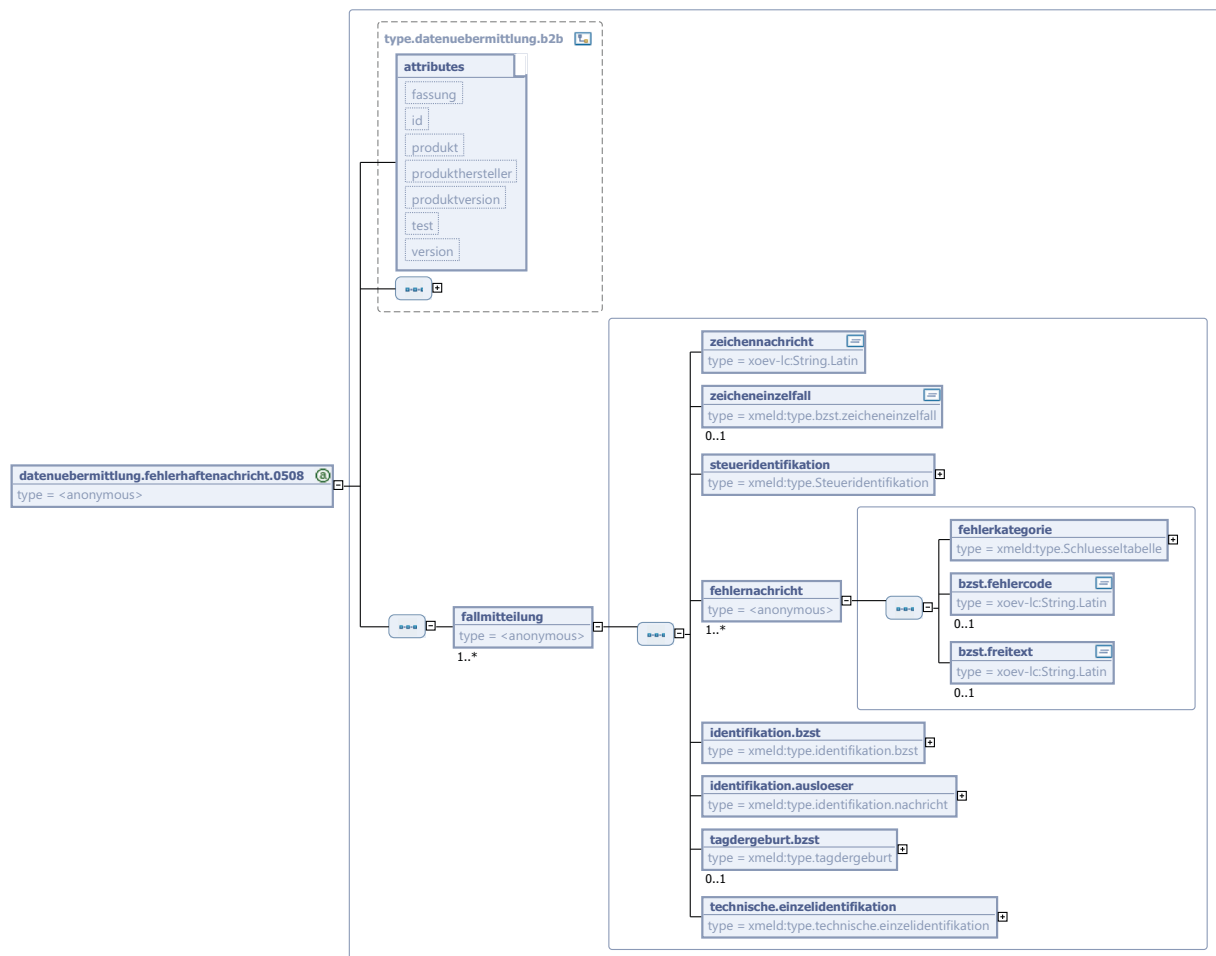 type.datenuebermittlung.b2b
attributes
fassung
id
produkt
produkthersteller
produktversion
test
version
datenuebermittlung.fehlerhaftenachricht.0508
type = <anonymous>
fallmitteilung
type = <anonymous>
1..*
zeichennachricht
type = xoev-lc:String.Latin
zeicheneinzelfall
type = xmeld:type.bzst.zeicheneinzelfall
0..1
steueridentifikation
type = xmeld:type.Steueridentifikation
fehlernachricht
type = <anonymous>
1..*
fehlerkategorie
type = xmeld:type.Schluesseltabelle
bzst.fehlercode
type = xoev-lc:String.Latin
0..1
bzst.freitext
type = xoev-lc:String.Latin
0..1
identifikation.bzst
type = xmeld:type.identifikation.bzst
identifikation.ausloeser
type = xmeld:type.identifikation.nachricht
tagdergeburt.bzst
type = xmeld:type.tagdergeburt
0..1
technische.einzelidentifikation
type = xmeld:type.technische.einzelidentifikation